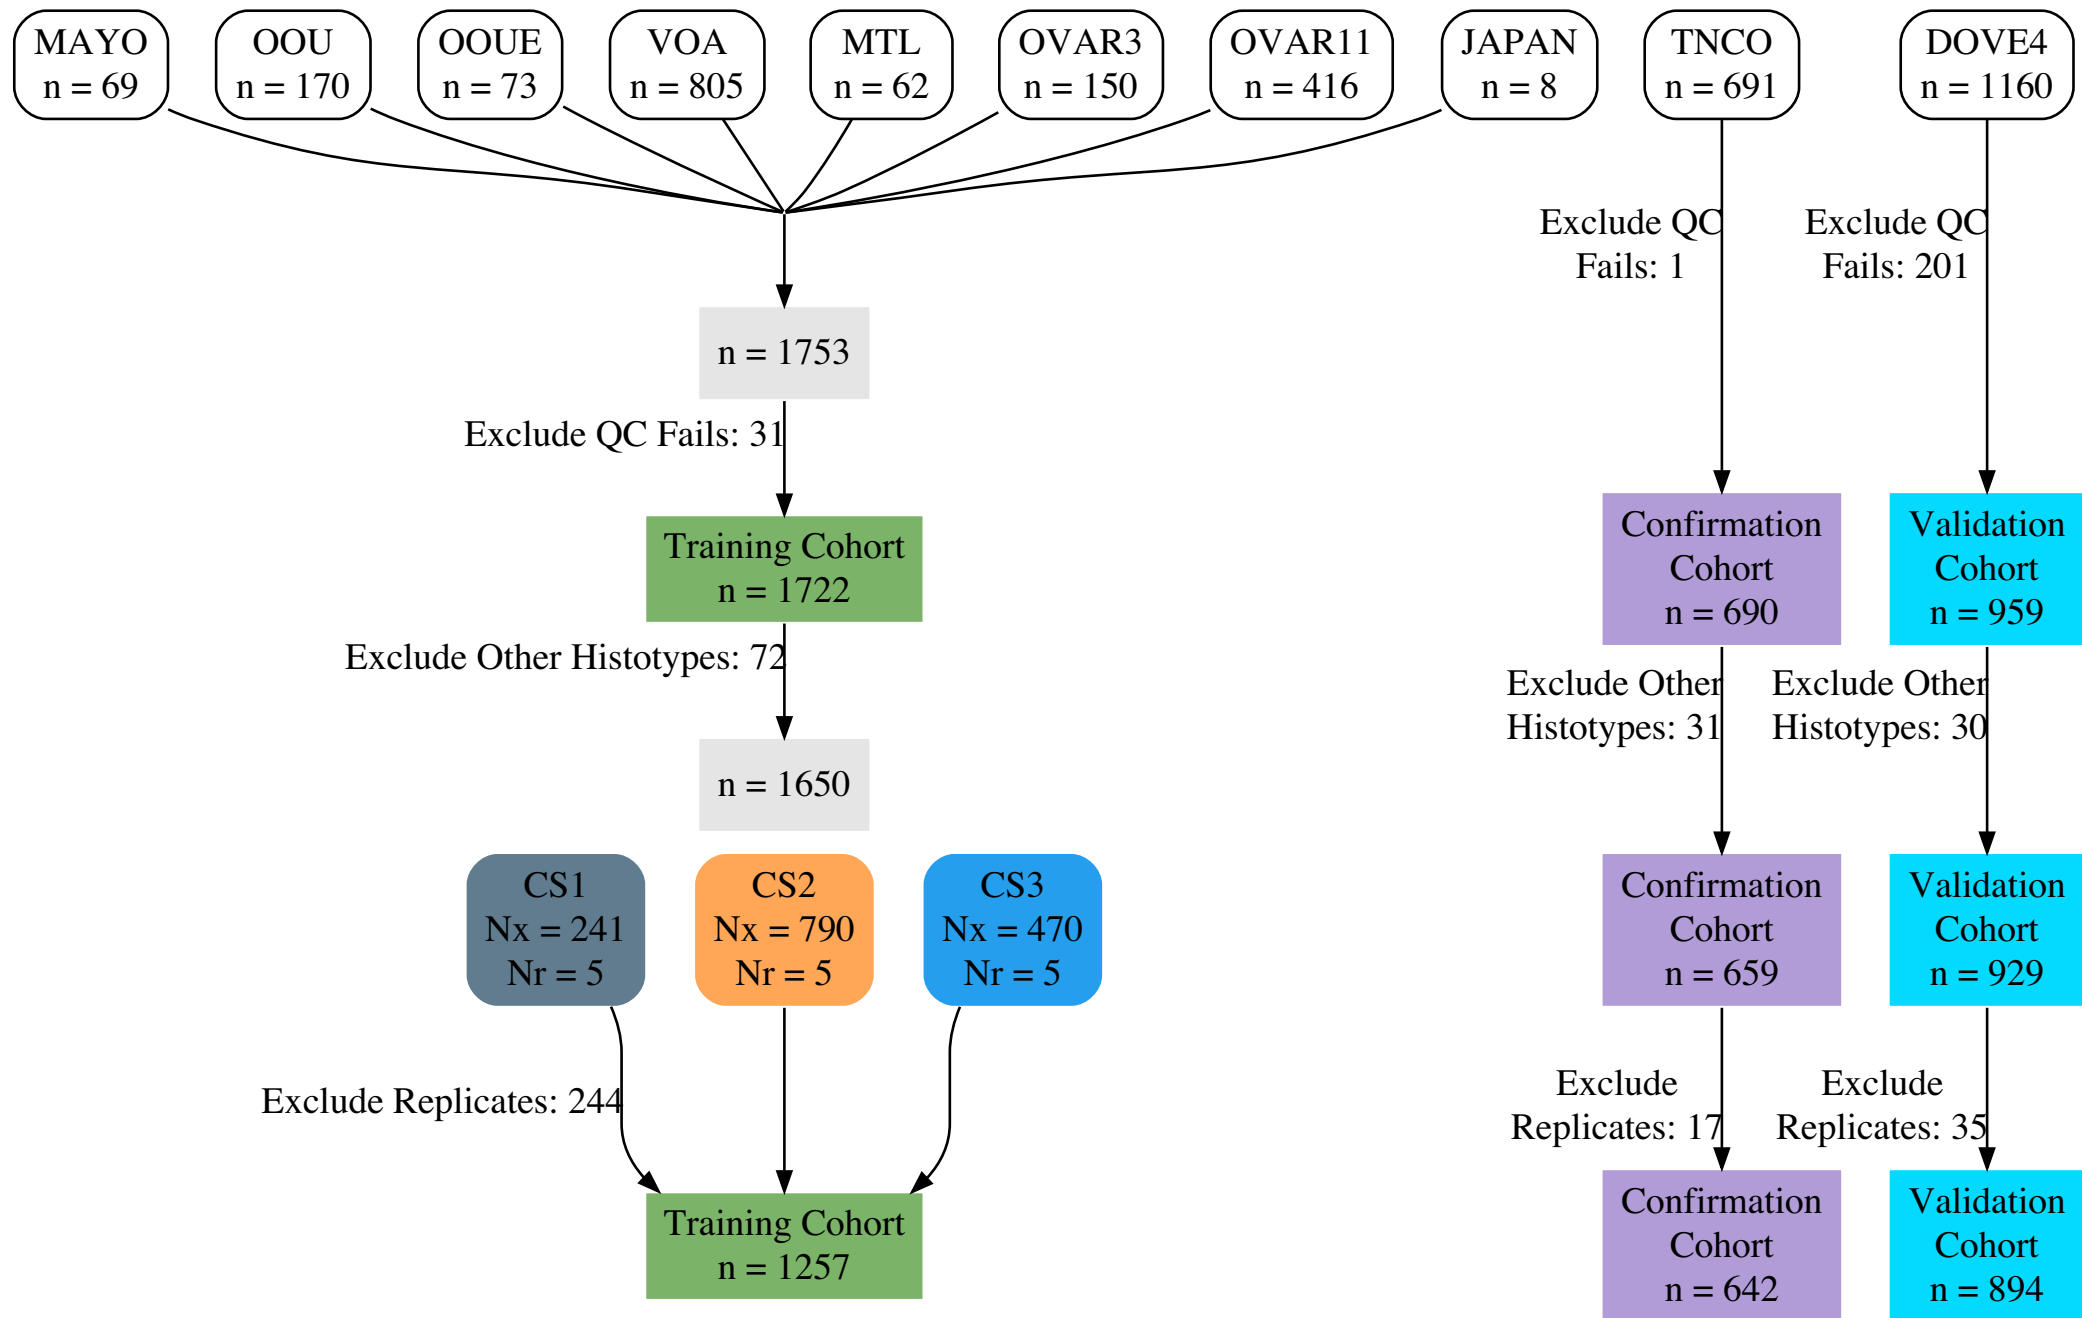 MAYO
n = 69
OOU
n = 170
OOUE
n = 73
VOA
n = 805
MTL
n = 62
OVAR3
n = 150
OVAR11
n = 416
JAPAN
n = 8
TNCO
n = 691
DOVE4
n = 1160
Exclude QC
Fails: 1
Exclude QC
Fails: 201
n = 1753
Exclude QC Fails: 31
Training Cohort
n = 1722
Confirmation
Cohort
n = 690
Validation
Cohort
n = 959
Exclude Other Histotypes: 72
Exclude Other
Histotypes: 31
Exclude Other
Histotypes: 30
n = 1650
CS1
Nx = 241
Nr = 5
CS2
Nx = 790
Nr = 5
CS3
Nx = 470
Nr = 5
Confirmation
Cohort
n = 659
Validation
Cohort
n = 929
Exclude Replicates: 244
Exclude
Replicates: 17
Exclude
Replicates: 35
Training Cohort
n = 1257
Confirmation
Cohort
n = 642
Validation
Cohort
n = 894